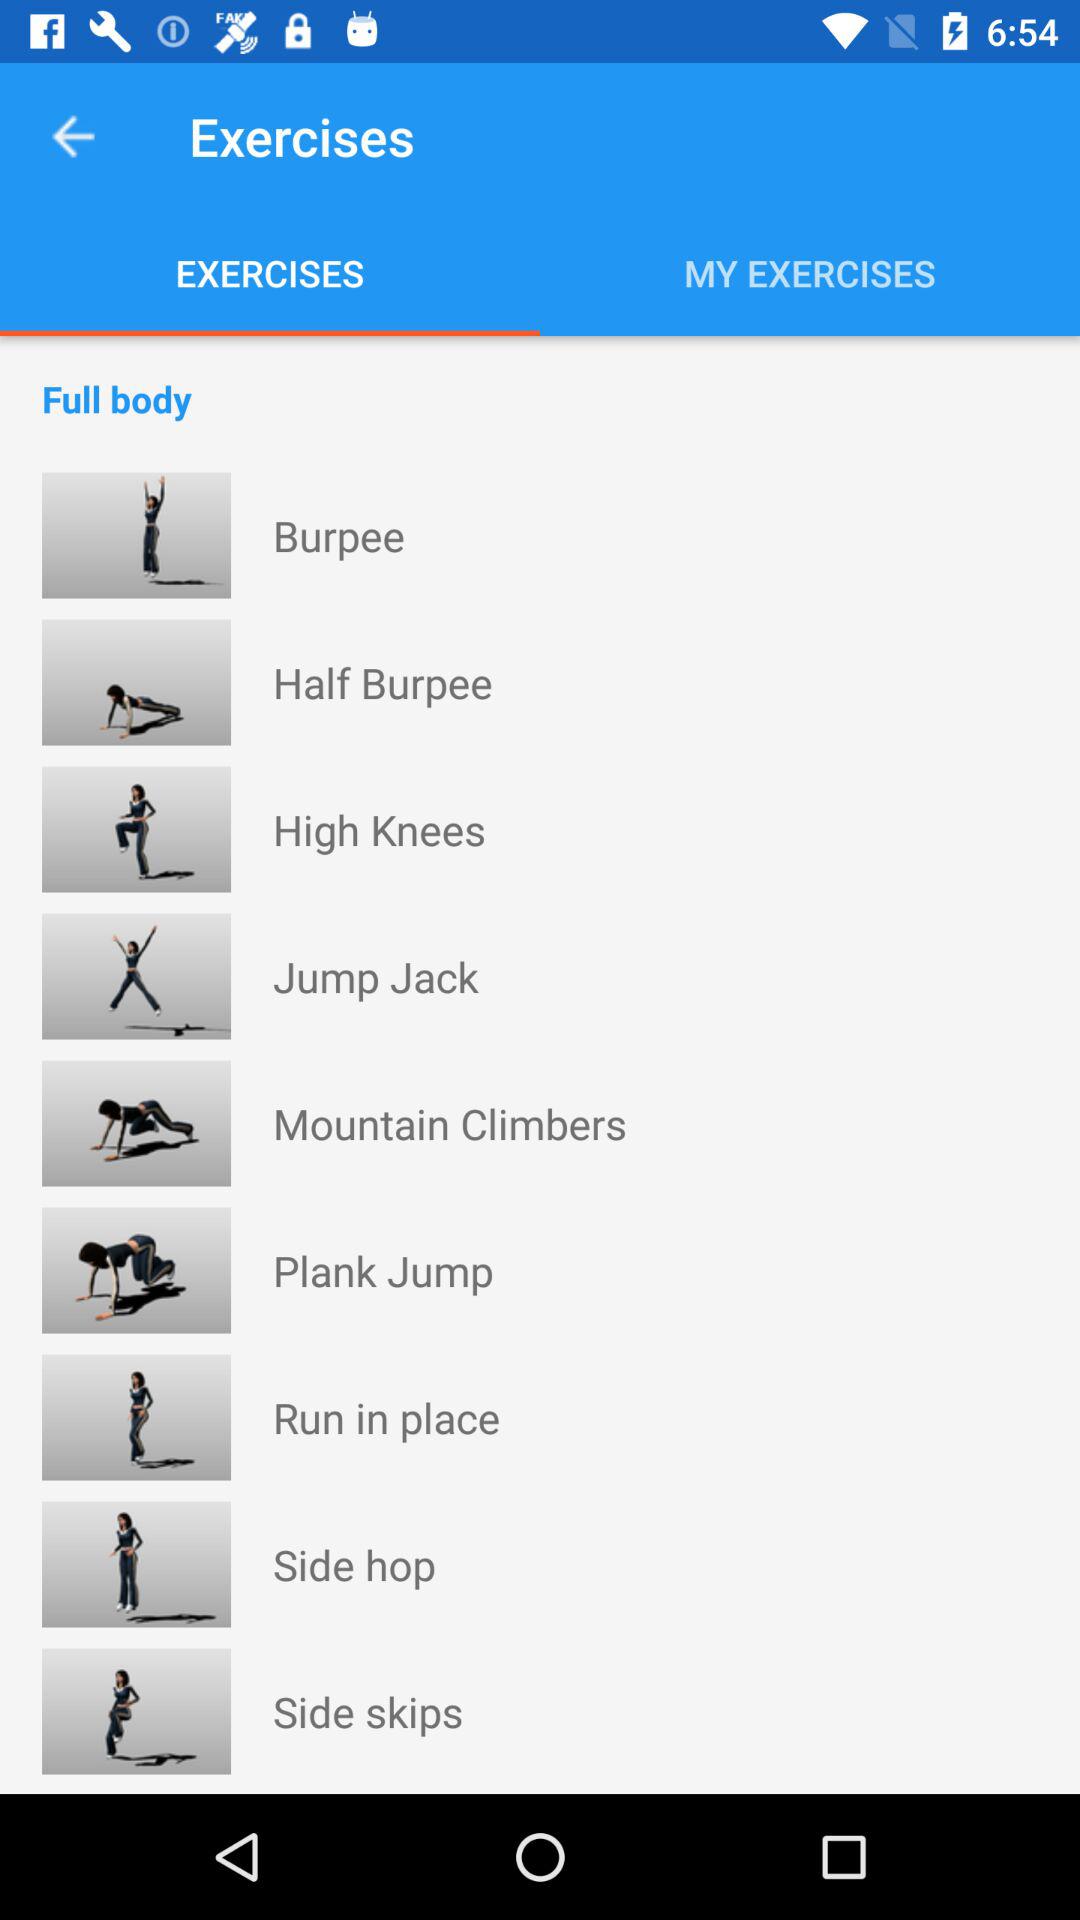 FAKE
6:54
Exercises
EXERCISES
MY EXERCISES
Full body
Burpee
Half Burpee
High Knees
Jump Jack
Mountain Climbers
Plank Jump
Run in place
Side hop
Side skips